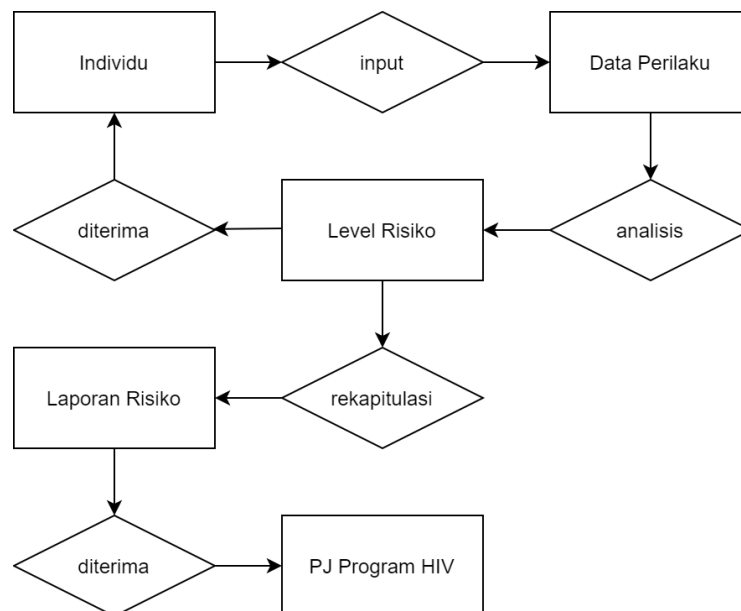 Individu
input
Data Perilaku
diterima
Level Risiko
analisis
Laporan Risiko
rekapitulasi
diterima
PJ Program HIV